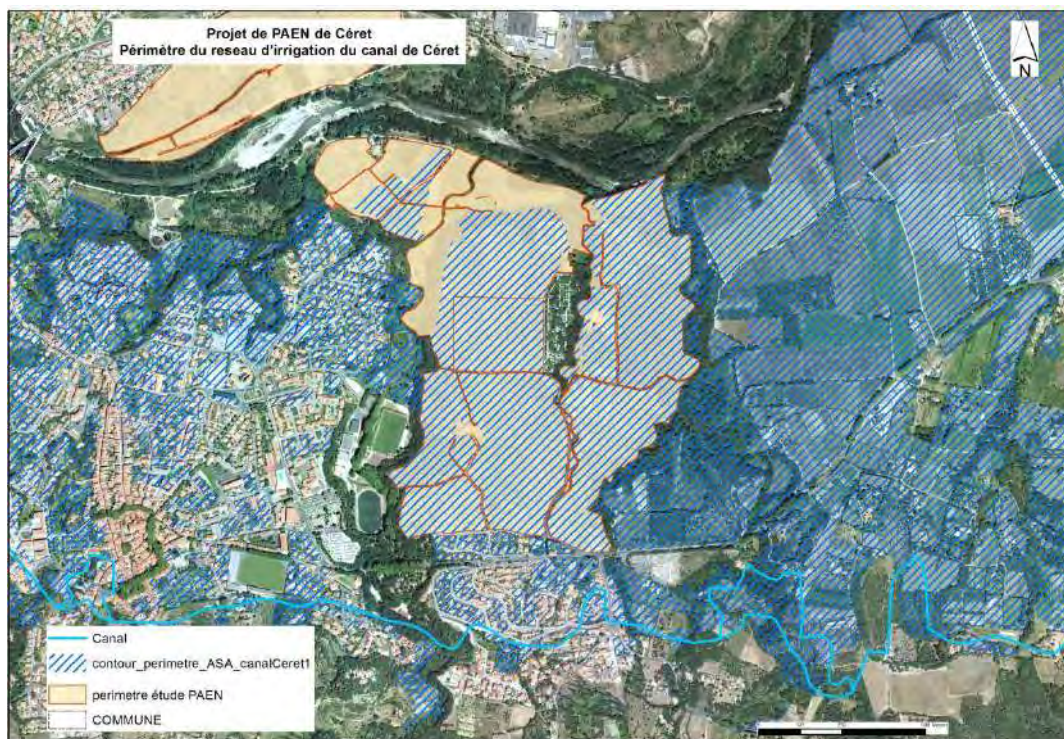 Projet de PAEN de Céret
Périmètre du reseau d'irrigation du canal de Céret
N
Canal
contour_perimetre_ASA_canalCeret1
perimetre étude PAEN
COMMUNE